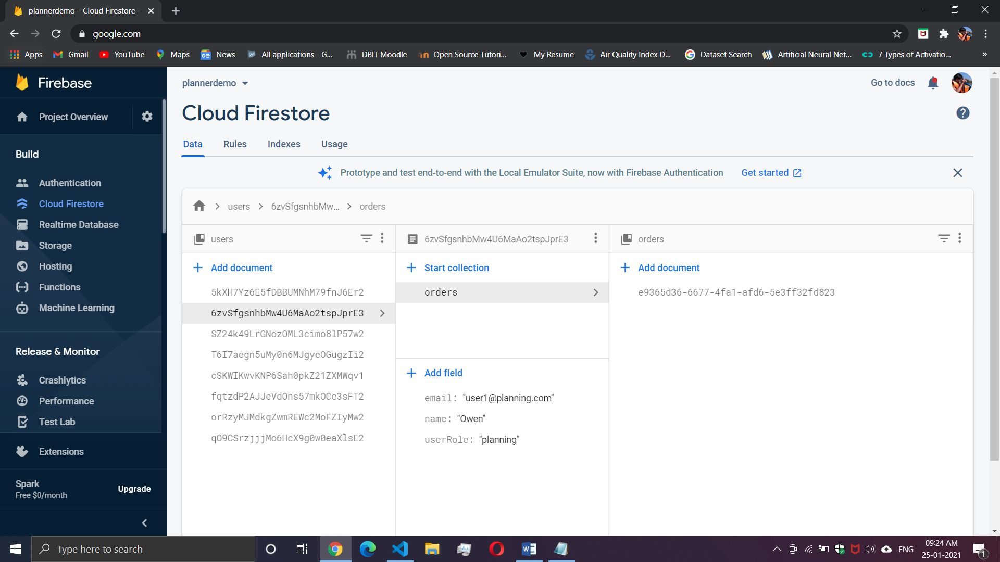 plannerdemo – Cloud Firestore –
google.com
Apps
Gmail
YouTube
Maps
News
All applications - G...
DBIT Moodle
Open Source Tutori...
My Resume
Air Quality Index D...
Dataset Search
Artificial Neural Net...
7 Types of Activatio...
»
Firebase
plannerdemo
Go to docs
Project Overview
Cloud Firestore
Data
Rules
Indexes
Usage
Prototype and test end-to-end with the Local Emulator Suite, now with Firebase Authentication
Get started
Build
Authentication
Cloud Firestore
Realtime Database
Storage
Hosting
Functions
Machine Learning
Release & Monitor
Crashlytics
Performance
Test Lab
Extensions
Spark
Free $0/month
Upgrade
users
6zvSfgsnhbMw...
orders
users
Add document
5kXH7Yz6E5fDBBUMNhM79fnJ6Er2
6zvSfgsnhbMw4U6MaAo2tspJprE3
SZ24k49LrGNozOML3cimo8lP57w2
T6I7aegn5uMy0n6MJgyeOGugzIi2
cSKWIKwvKNP6Sah0pkZ21ZXMWqv1
fqtzdP2AJJeVdOns57mkOCe3sFT2
orRzyMJMdkgZwmREWc2MoFZIyMw2
qO9CSrzjjjMo6HcX9g0w0eaXlsE2
6zvSfgsnhbMw4U6MaAo2tspJprE3
Start collection
orders
Add field
email: "user1@planning.com"
name: "Owen"
userRole: "planning"
orders
Add document
e9365d36-6677-4fa1-afd6-5e3ff32fd823
Type here to search
ENG
09:24 AM
25-01-2021
1